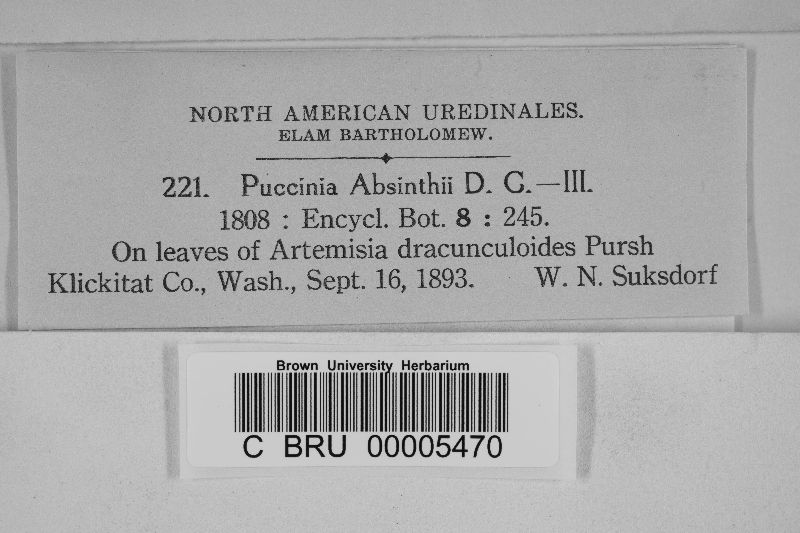 NORTH AMERICAN UREDINALES.
ELAM BARTHOLOMEW.
221. Puccinia Absinthii D. C.—III.
1808 : Encycl. Bot. 8 : 245.
On leaves of Artemisia dracunculoides Pursh
Klickitat Co., Wash., Sept. 16, 1893. W. N. Suksdorf
Brown University Herbarium
C BRU 00005470